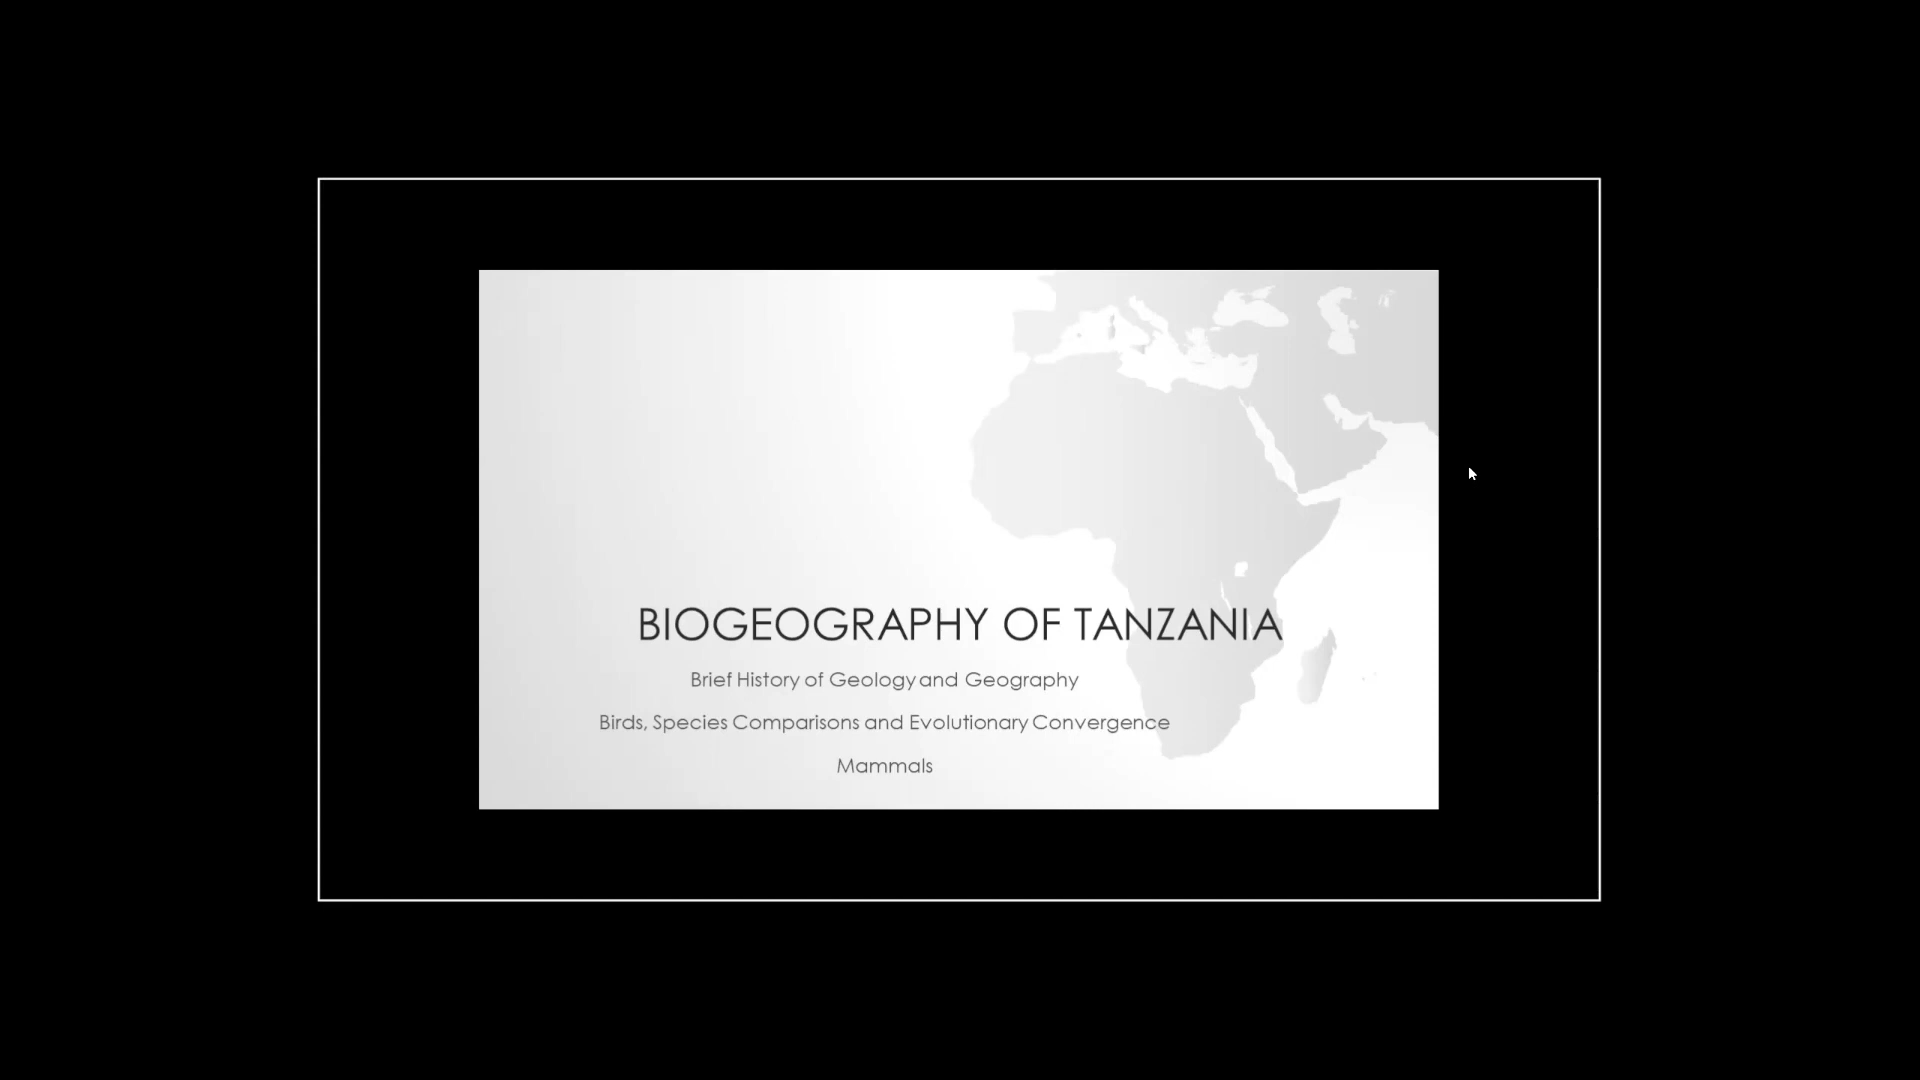 BIOGEOGRAPHY OF TANZANIA
Brief History of Geology and Geography
Birds, Species Comparisons and Evolutionary Convergence
Mammals